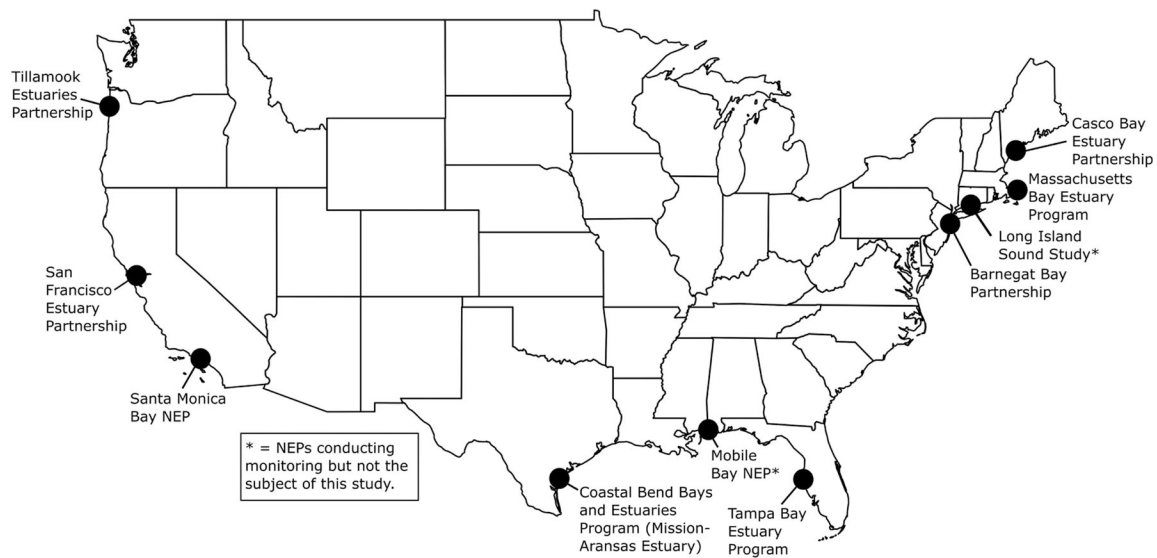 Tillamook
Estuaries
Partnership
San
Francisco
Estuary
Partnership
Santa Monica
Bay NEP
* = NEPs conducting
monitoring but not the
subject of this study.
Coastal Bend Bays
and Estuaries
Program (Mission-
Aransas Estuary)
Mobile
Bay NEP*
Tampa Bay
Estuary
Program
Casco Bay
Estuary
Partnership
Massachusetts
Bay Estuary
Program
Long Island
Sound Study*
Barnegat Bay
Partnership